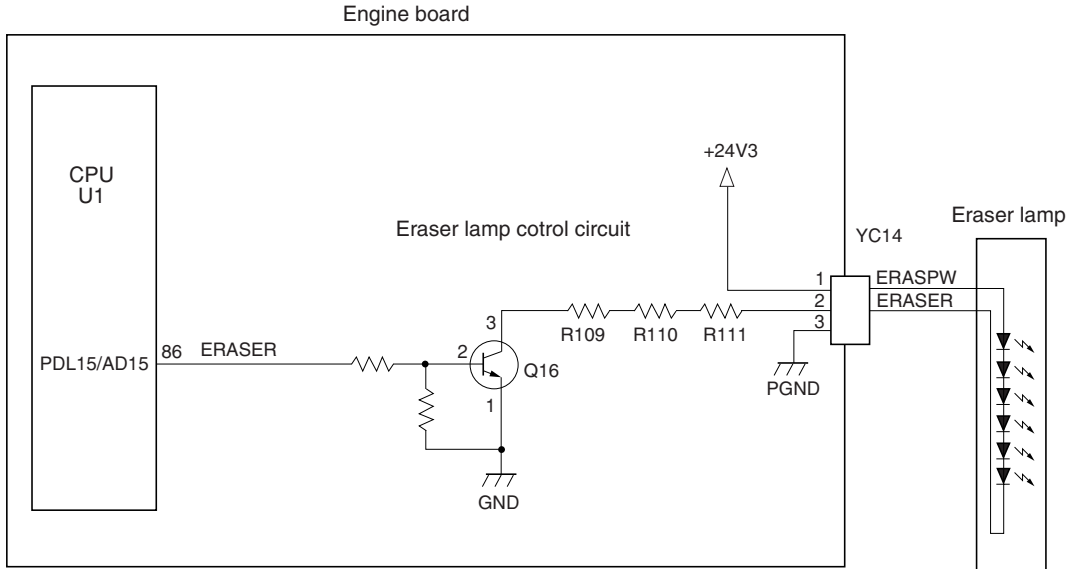 Engine board
CPU
U1
+24V3
Eraser lamp cotrol circuit
Eraser lamp
YC14
1
ERASPW
2
ERASER
3
3
R109
R110
R111
PDL15/AD15
86
ERASER
2
Q16
PGND
1
GND